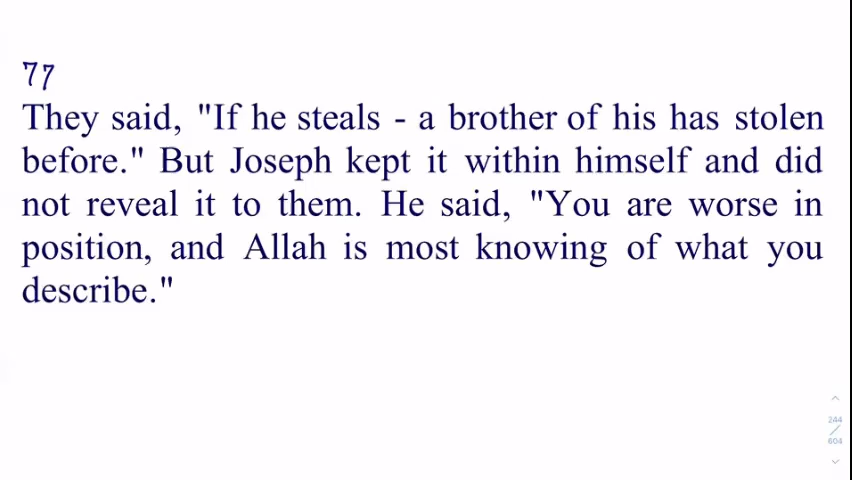 77
They said, "If he steals - a brother of his has stolen
before." But Joseph kept it within himself and did
not reveal it to them. He said, "You are worse in
position, and Allah is most knowing of what you
describe."
244
/
604